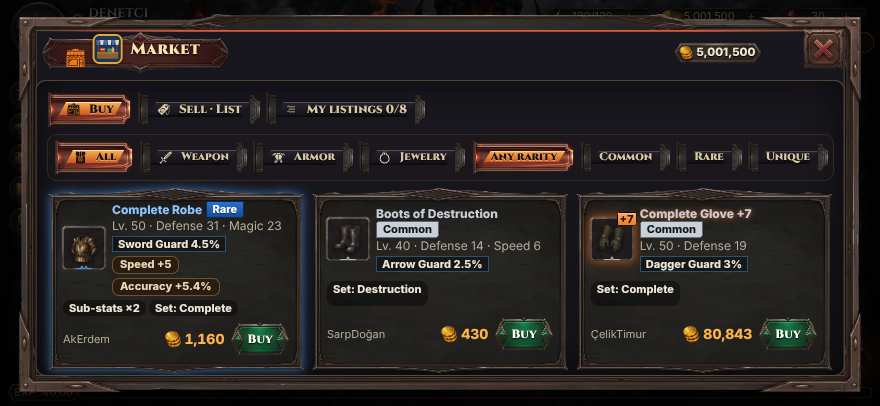 DENETCI
MARKET
5,001,500
BUY
SELL · LIST
MY LISTINGS 0/8
ALL
WEAPON
ARMOR
JEWELRY
ANY RARITY
COMMON
RARE
UNIQUE
Complete Robe Rare
Lv. 50 · Defense 31 · Magic 23
Sword Guard 4.5%
Speed +5
Accuracy +5.4%
Sub-stats ×2 Set: Complete
AkErdem
1,160
BUY
Boots of Destruction
Common
Lv. 40 · Defense 14 · Speed 6
Arrow Guard 2.5%
Set: Destruction
SarpDoğan
430
BUY
+7
Complete Glove +7
Common
Lv. 50 · Defense 19
Dagger Guard 3%
Set: Complete
ÇelikTimur
80,843
BUY